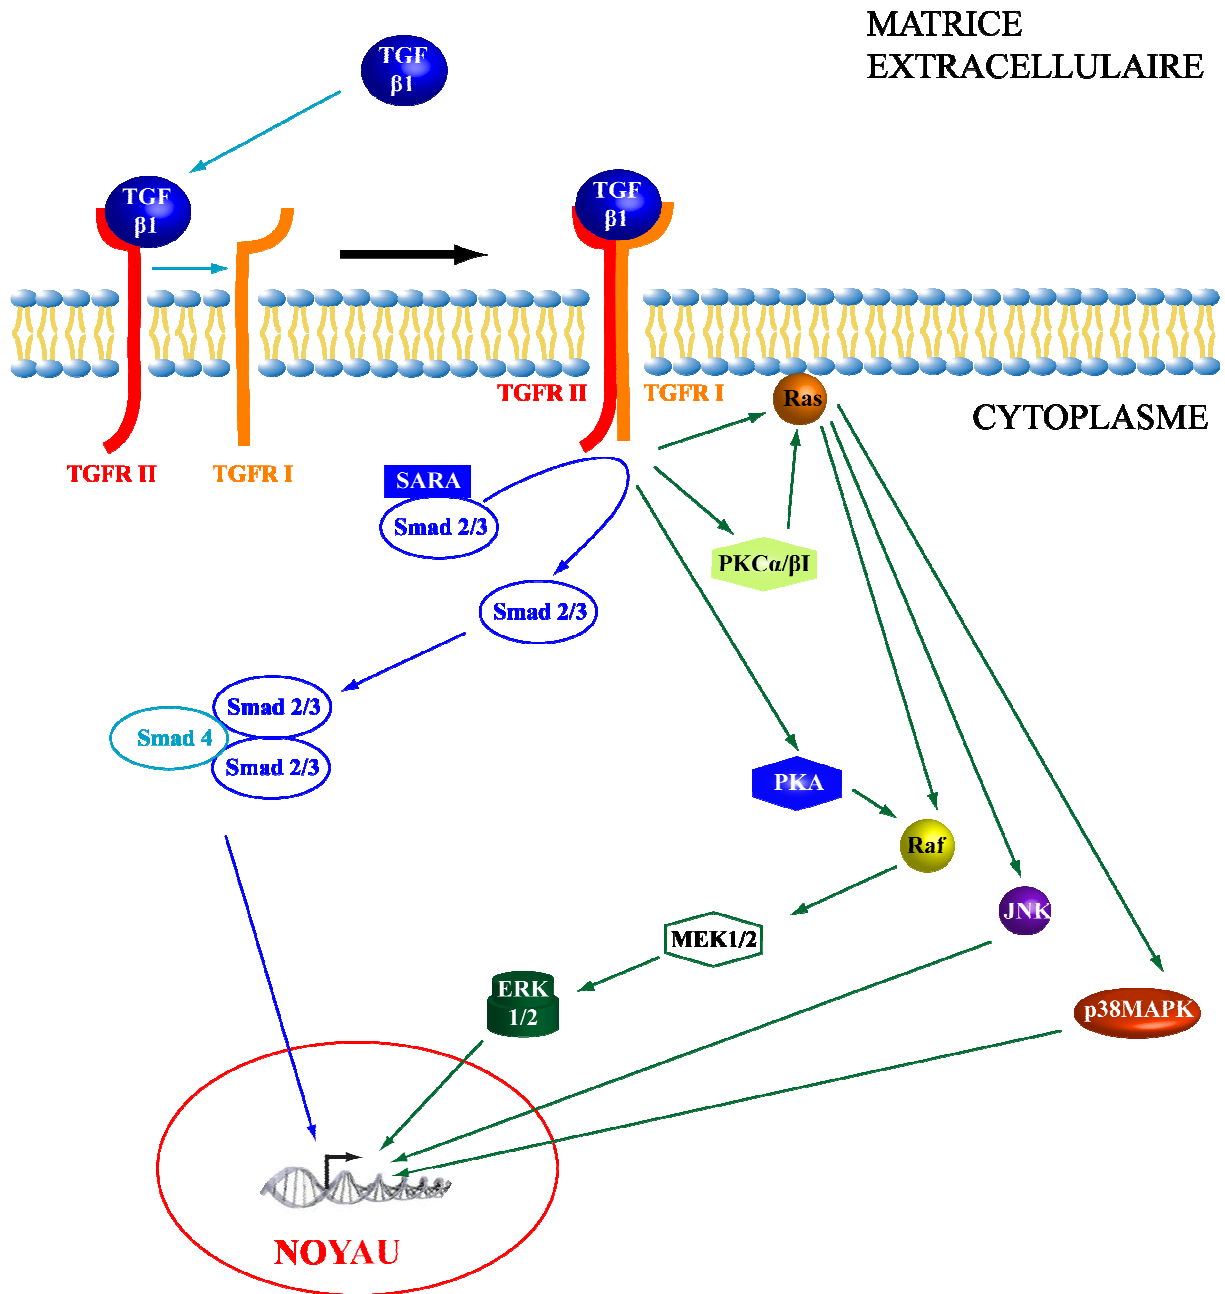 MATRICE
EXTRACELLULAIRE
TGF
β1
TGF
β1
TGF
β1
TGFR II
TGFR I
CYTOPLASME
Ras
TGFR II
TGFR I
SARA
Smad 2/3
PKCα/βI
Smad 2/3
Smad 2/3
Smad 4
Smad 2/3
PKA
Raf
JNK
MEK1/2
ERK
1/2
p38MAPK
NOYAU